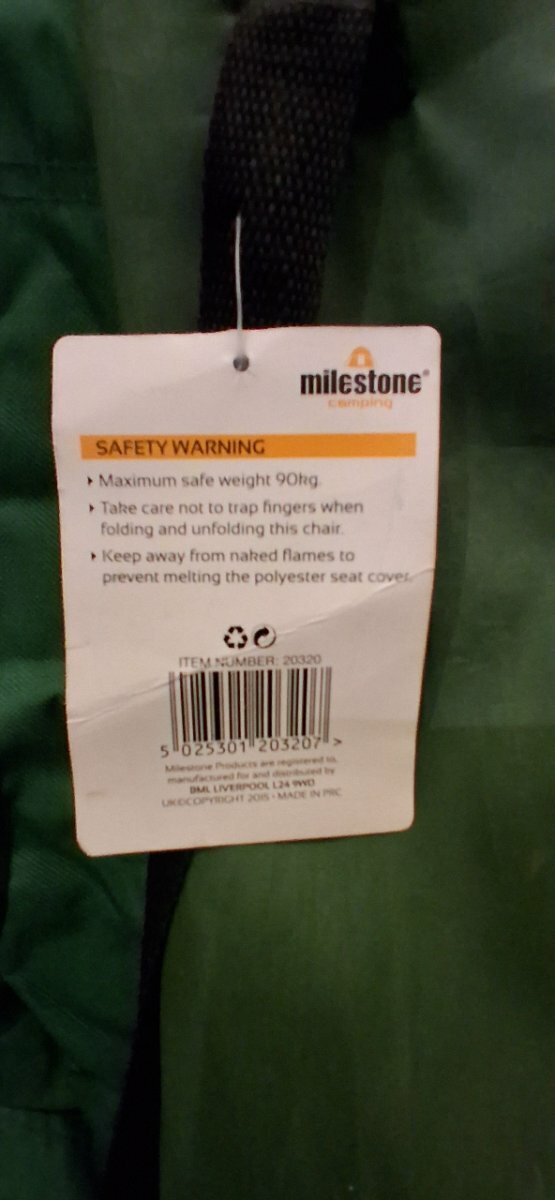 milestone®
camping
SAFETY WARNING
‣ Maximum safe weight 90kg.
‣ Take care not to trap fingers when
folding and unfolding this chair.
‣ Keep away from naked flames to
prevent melting the polyester seat cover.
ITEM NUMBER: 20320
5 025301 203207 >
Milestone Products are registered to,
manufactured for and distributed by
BML LIVERPOOL L24 9WD
UK©COPYRIGHT 2015 - MADE IN PRC